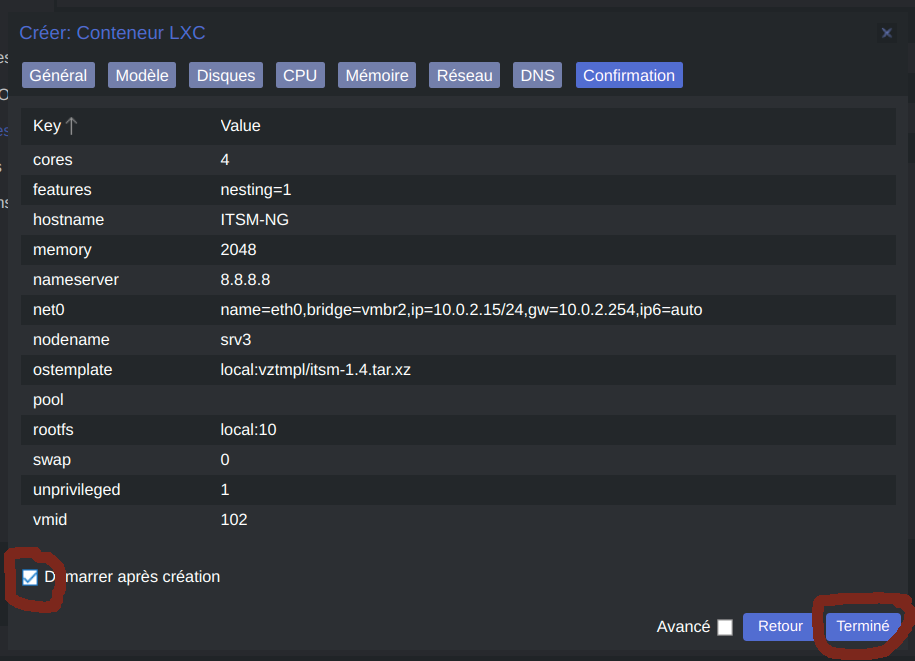 Créer: Conteneur LXC
Général Modèle Disques CPU Mémoire Réseau DNS Confirmation
Key Value
cores 4
features nesting=1
hostname ITSM-NG
memory 2048
nameserver 8.8.8.8
net0 name=eth0,bridge=vmbr2,ip=10.0.2.15/24,gw=10.0.2.254,ip6=auto
nodename srv3
ostemplate local:vztmpl/itsm-1.4.tar.xz
pool
rootfs local:10
swap 0
unprivileged 1
vmid 102
Démarrer après création
Avancé Retour Terminé